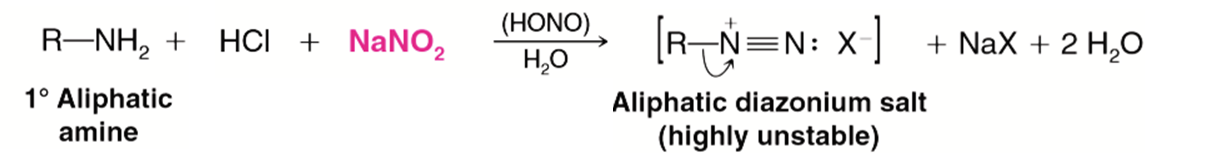 R—NH₂ + HCl + NaNO₂ (HONO) H₂O [R—N⁺≡N: X⁻] + NaX + 2 H₂O
1° Aliphatic
amine
Aliphatic diazonium salt
(highly unstable)